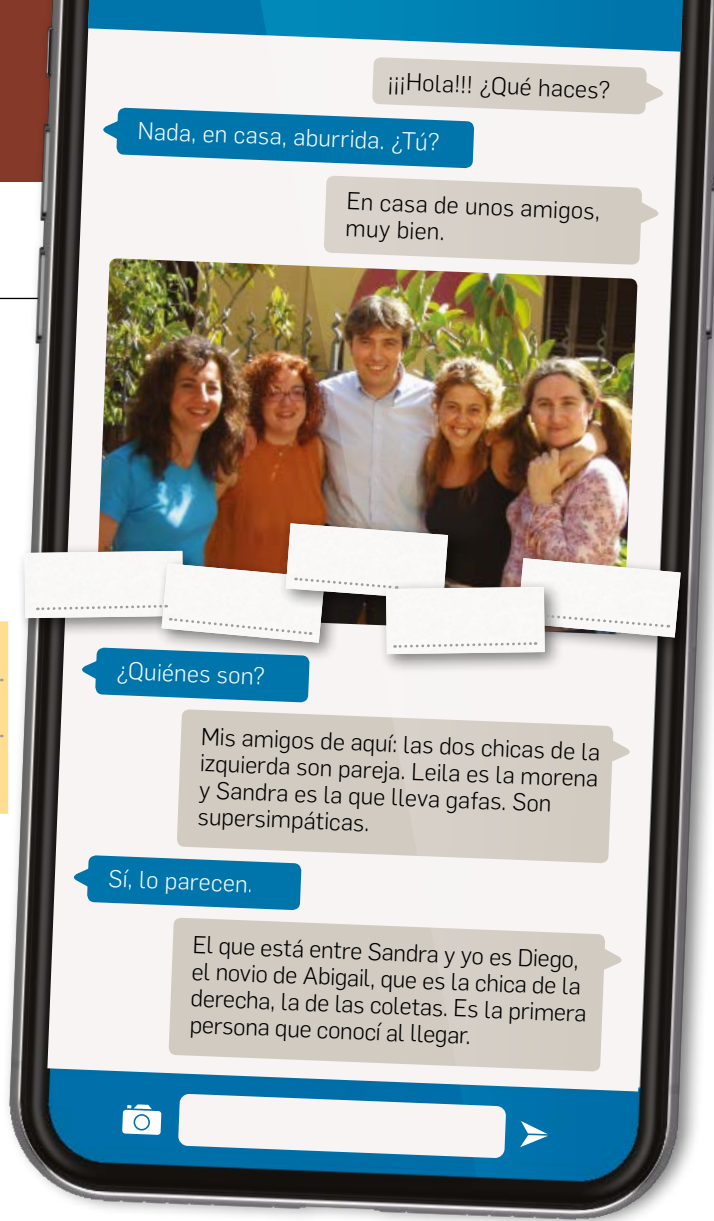 ¡¡¡Hola!!! ¿Qué haces?
Nada, en casa, aburrida. ¿Tú?
En casa de unos amigos,
muy bien.
¿Quiénes son?
Mis amigos de aquí: las dos chicas de la
izquierda son pareja. Leila es la morena
y Sandra es la que lleva gafas. Son
supersimpáticas.
Sí, lo parecen.
El que está entre Sandra y yo es Diego,
el novio de Abigail, que es la chica de la
derecha, la de las coletas. Es la primera
persona que conocí al llegar.